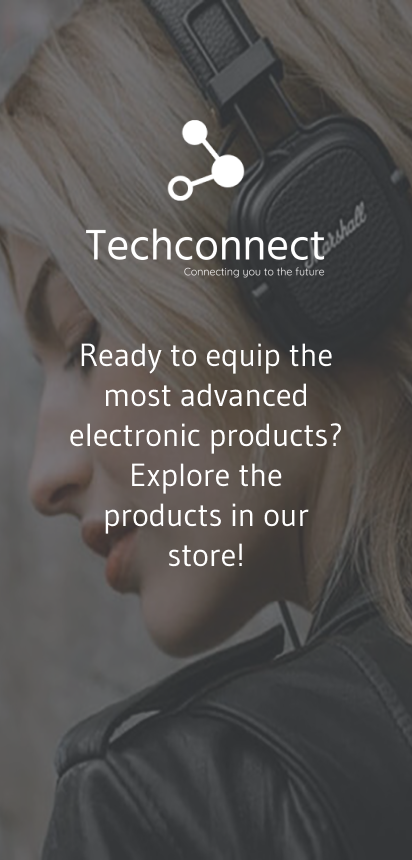 Marshall
Techconnect
Connecting you to the future
Ready to equip the
most advanced
electronic products?
Explore the
products in our
store!